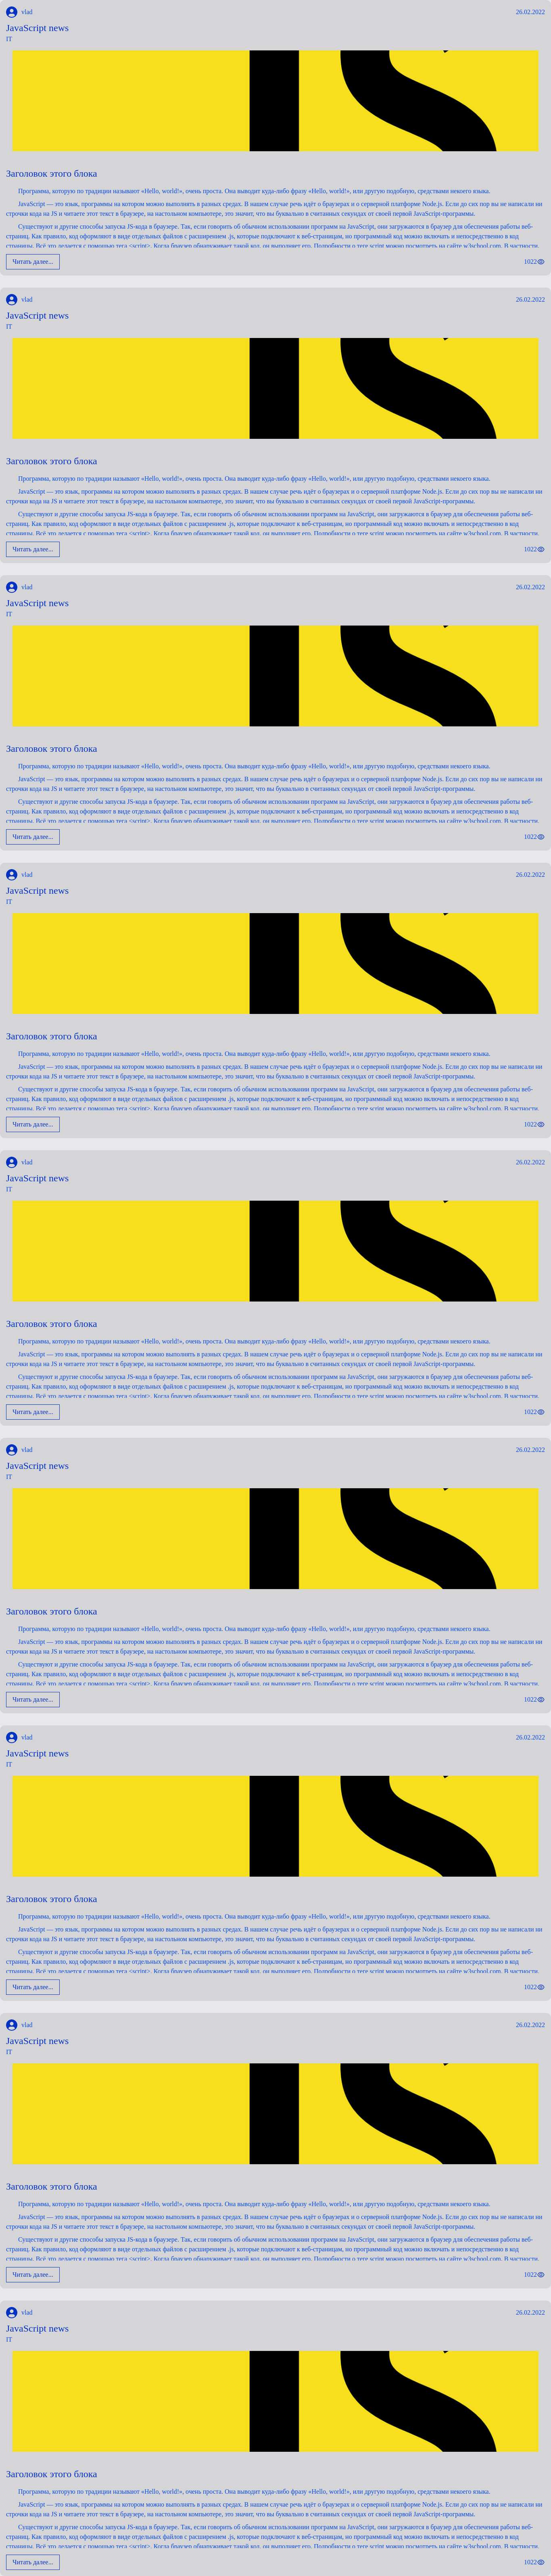 vlad 26.02.2022
JavaScript news
IT
Заголовок этого блока
Программа, которую по традиции называют «Hello, world!», очень проста. Она выводит куда-либо фразу «Hello, world!», или другую подобную, средствами некоего языка.
JavaScript — это язык, программы на котором можно выполнять в разных средах. В нашем случае речь идёт о браузерах и о серверной платформе Node.js. Если до сих пор вы не написали ни
строчки кода на JS и читаете этот текст в браузере, на настольном компьютере, это значит, что вы буквально в считанных секундах от своей первой JavaScript-программы.
Существуют и другие способы запуска JS-кода в браузере. Так, если говорить об обычном использовании программ на JavaScript, они загружаются в браузер для обеспечения работы веб-
страниц. Как правило, код оформляют в виде отдельных файлов с расширением .js, которые подключают к веб-страницам, но программный код можно включать и непосредственно в код
страницы. Всё это делается с помощью тега <script>. Когда браузер обнаруживает такой код, он выполняет его. Подробности о теге script можно посмотреть на сайте w3school.com. В частности,
Читать далее... 1022
vlad 26.02.2022
JavaScript news
IT
Заголовок этого блока
Программа, которую по традиции называют «Hello, world!», очень проста. Она выводит куда-либо фразу «Hello, world!», или другую подобную, средствами некоего языка.
JavaScript — это язык, программы на котором можно выполнять в разных средах. В нашем случае речь идёт о браузерах и о серверной платформе Node.js. Если до сих пор вы не написали ни
строчки кода на JS и читаете этот текст в браузере, на настольном компьютере, это значит, что вы буквально в считанных секундах от своей первой JavaScript-программы.
Существуют и другие способы запуска JS-кода в браузере. Так, если говорить об обычном использовании программ на JavaScript, они загружаются в браузер для обеспечения работы веб-
страниц. Как правило, код оформляют в виде отдельных файлов с расширением .js, которые подключают к веб-страницам, но программный код можно включать и непосредственно в код
страницы. Всё это делается с помощью тега <script>. Когда браузер обнаруживает такой код, он выполняет его. Подробности о теге script можно посмотреть на сайте w3school.com. В частности,
Читать далее... 1022
vlad 26.02.2022
JavaScript news
IT
Заголовок этого блока
Программа, которую по традиции называют «Hello, world!», очень проста. Она выводит куда-либо фразу «Hello, world!», или другую подобную, средствами некоего языка.
JavaScript — это язык, программы на котором можно выполнять в разных средах. В нашем случае речь идёт о браузерах и о серверной платформе Node.js. Если до сих пор вы не написали ни
строчки кода на JS и читаете этот текст в браузере, на настольном компьютере, это значит, что вы буквально в считанных секундах от своей первой JavaScript-программы.
Существуют и другие способы запуска JS-кода в браузере. Так, если говорить об обычном использовании программ на JavaScript, они загружаются в браузер для обеспечения работы веб-
страниц. Как правило, код оформляют в виде отдельных файлов с расширением .js, которые подключают к веб-страницам, но программный код можно включать и непосредственно в код
страницы. Всё это делается с помощью тега <script>. Когда браузер обнаруживает такой код, он выполняет его. Подробности о теге script можно посмотреть на сайте w3school.com. В частности,
Читать далее... 1022
vlad 26.02.2022
JavaScript news
IT
Заголовок этого блока
Программа, которую по традиции называют «Hello, world!», очень проста. Она выводит куда-либо фразу «Hello, world!», или другую подобную, средствами некоего языка.
JavaScript — это язык, программы на котором можно выполнять в разных средах. В нашем случае речь идёт о браузерах и о серверной платформе Node.js. Если до сих пор вы не написали ни
строчки кода на JS и читаете этот текст в браузере, на настольном компьютере, это значит, что вы буквально в считанных секундах от своей первой JavaScript-программы.
Существуют и другие способы запуска JS-кода в браузере. Так, если говорить об обычном использовании программ на JavaScript, они загружаются в браузер для обеспечения работы веб-
страниц. Как правило, код оформляют в виде отдельных файлов с расширением .js, которые подключают к веб-страницам, но программный код можно включать и непосредственно в код
страницы. Всё это делается с помощью тега <script>. Когда браузер обнаруживает такой код, он выполняет его. Подробности о теге script можно посмотреть на сайте w3school.com. В частности,
Читать далее... 1022
vlad 26.02.2022
JavaScript news
IT
Заголовок этого блока
Программа, которую по традиции называют «Hello, world!», очень проста. Она выводит куда-либо фразу «Hello, world!», или другую подобную, средствами некоего языка.
JavaScript — это язык, программы на котором можно выполнять в разных средах. В нашем случае речь идёт о браузерах и о серверной платформе Node.js. Если до сих пор вы не написали ни
строчки кода на JS и читаете этот текст в браузере, на настольном компьютере, это значит, что вы буквально в считанных секундах от своей первой JavaScript-программы.
Существуют и другие способы запуска JS-кода в браузере. Так, если говорить об обычном использовании программ на JavaScript, они загружаются в браузер для обеспечения работы веб-
страниц. Как правило, код оформляют в виде отдельных файлов с расширением .js, которые подключают к веб-страницам, но программный код можно включать и непосредственно в код
страницы. Всё это делается с помощью тега <script>. Когда браузер обнаруживает такой код, он выполняет его. Подробности о теге script можно посмотреть на сайте w3school.com. В частности,
Читать далее... 1022
vlad 26.02.2022
JavaScript news
IT
Заголовок этого блока
Программа, которую по традиции называют «Hello, world!», очень проста. Она выводит куда-либо фразу «Hello, world!», или другую подобную, средствами некоего языка.
JavaScript — это язык, программы на котором можно выполнять в разных средах. В нашем случае речь идёт о браузерах и о серверной платформе Node.js. Если до сих пор вы не написали ни
строчки кода на JS и читаете этот текст в браузере, на настольном компьютере, это значит, что вы буквально в считанных секундах от своей первой JavaScript-программы.
Существуют и другие способы запуска JS-кода в браузере. Так, если говорить об обычном использовании программ на JavaScript, они загружаются в браузер для обеспечения работы веб-
страниц. Как правило, код оформляют в виде отдельных файлов с расширением .js, которые подключают к веб-страницам, но программный код можно включать и непосредственно в код
страницы. Всё это делается с помощью тега <script>. Когда браузер обнаруживает такой код, он выполняет его. Подробности о теге script можно посмотреть на сайте w3school.com. В частности,
Читать далее... 1022
vlad 26.02.2022
JavaScript news
IT
Заголовок этого блока
Программа, которую по традиции называют «Hello, world!», очень проста. Она выводит куда-либо фразу «Hello, world!», или другую подобную, средствами некоего языка.
JavaScript — это язык, программы на котором можно выполнять в разных средах. В нашем случае речь идёт о браузерах и о серверной платформе Node.js. Если до сих пор вы не написали ни
строчки кода на JS и читаете этот текст в браузере, на настольном компьютере, это значит, что вы буквально в считанных секундах от своей первой JavaScript-программы.
Существуют и другие способы запуска JS-кода в браузере. Так, если говорить об обычном использовании программ на JavaScript, они загружаются в браузер для обеспечения работы веб-
страниц. Как правило, код оформляют в виде отдельных файлов с расширением .js, которые подключают к веб-страницам, но программный код можно включать и непосредственно в код
страницы. Всё это делается с помощью тега <script>. Когда браузер обнаруживает такой код, он выполняет его. Подробности о теге script можно посмотреть на сайте w3school.com. В частности,
Читать далее... 1022
vlad 26.02.2022
JavaScript news
IT
Заголовок этого блока
Программа, которую по традиции называют «Hello, world!», очень проста. Она выводит куда-либо фразу «Hello, world!», или другую подобную, средствами некоего языка.
JavaScript — это язык, программы на котором можно выполнять в разных средах. В нашем случае речь идёт о браузерах и о серверной платформе Node.js. Если до сих пор вы не написали ни
строчки кода на JS и читаете этот текст в браузере, на настольном компьютере, это значит, что вы буквально в считанных секундах от своей первой JavaScript-программы.
Существуют и другие способы запуска JS-кода в браузере. Так, если говорить об обычном использовании программ на JavaScript, они загружаются в браузер для обеспечения работы веб-
страниц. Как правило, код оформляют в виде отдельных файлов с расширением .js, которые подключают к веб-страницам, но программный код можно включать и непосредственно в код
страницы. Всё это делается с помощью тега <script>. Когда браузер обнаруживает такой код, он выполняет его. Подробности о теге script можно посмотреть на сайте w3school.com. В частности,
Читать далее... 1022
vlad 26.02.2022
JavaScript news
IT
Заголовок этого блока
Программа, которую по традиции называют «Hello, world!», очень проста. Она выводит куда-либо фразу «Hello, world!», или другую подобную, средствами некоего языка.
JavaScript — это язык, программы на котором можно выполнять в разных средах. В нашем случае речь идёт о браузерах и о серверной платформе Node.js. Если до сих пор вы не написали ни
строчки кода на JS и читаете этот текст в браузере, на настольном компьютере, это значит, что вы буквально в считанных секундах от своей первой JavaScript-программы.
Существуют и другие способы запуска JS-кода в браузере. Так, если говорить об обычном использовании программ на JavaScript, они загружаются в браузер для обеспечения работы веб-
страниц. Как правило, код оформляют в виде отдельных файлов с расширением .js, которые подключают к веб-страницам, но программный код можно включать и непосредственно в код
страницы. Всё это делается с помощью тега <script>. Когда браузер обнаруживает такой код, он выполняет его. Подробности о теге script можно посмотреть на сайте w3school.com. В частности,
Читать далее... 1022